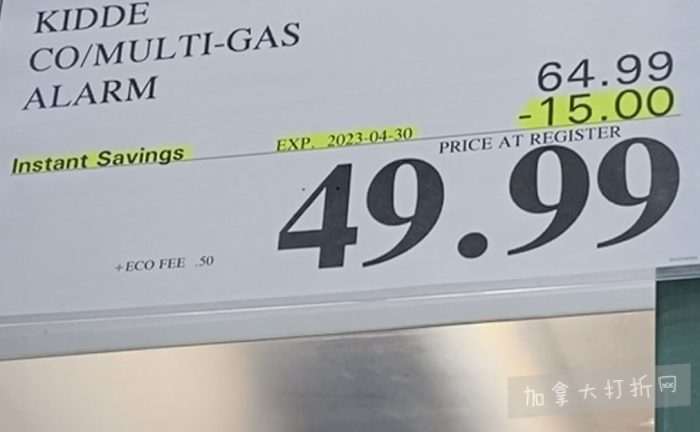 KIDDE
CO/MULTI-GAS
ALARM
64.99
-15.00
Instant Savings
EXP. 2023-04-30
PRICE AT REGISTER
49.99
+ECO FEE .50
加拿大打折网